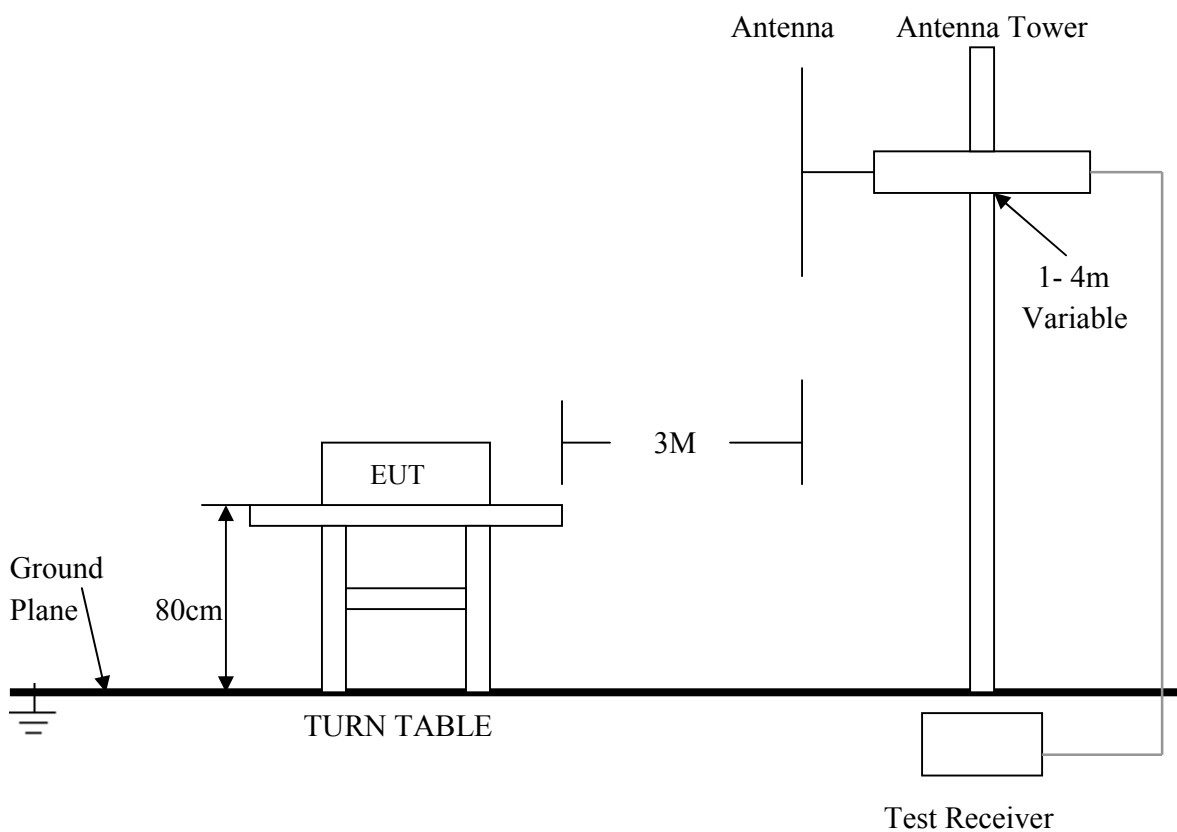 Antenna
Antenna Tower
1- 4m
Variable
3M
EUT
Ground
Plane
80cm
TURN TABLE
Test Receiver